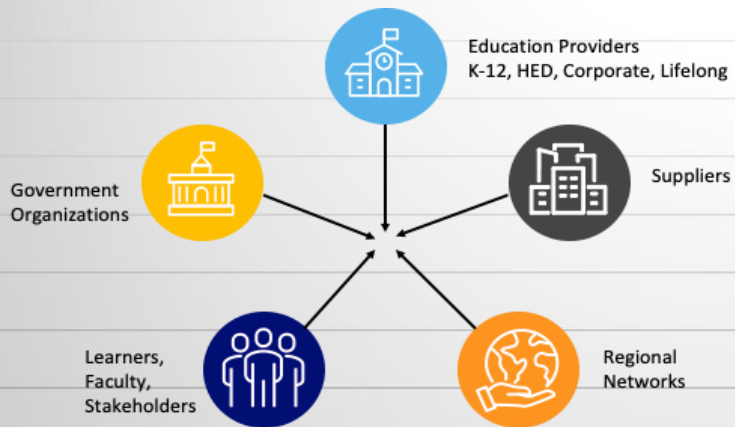 Education Providers
K-12, HED, Corporate, Lifelong
Government
Organizations
Suppliers
Learners,
Faculty,
Stakeholders
Regional
Networks